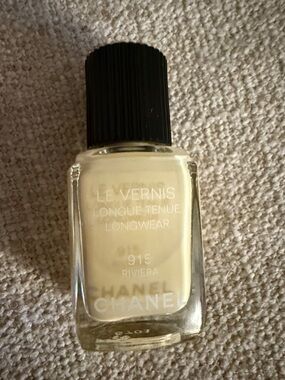 LE VERNIS
LONGUE TENUE
LONGWEAR
915
RIVIERA
CHANEL